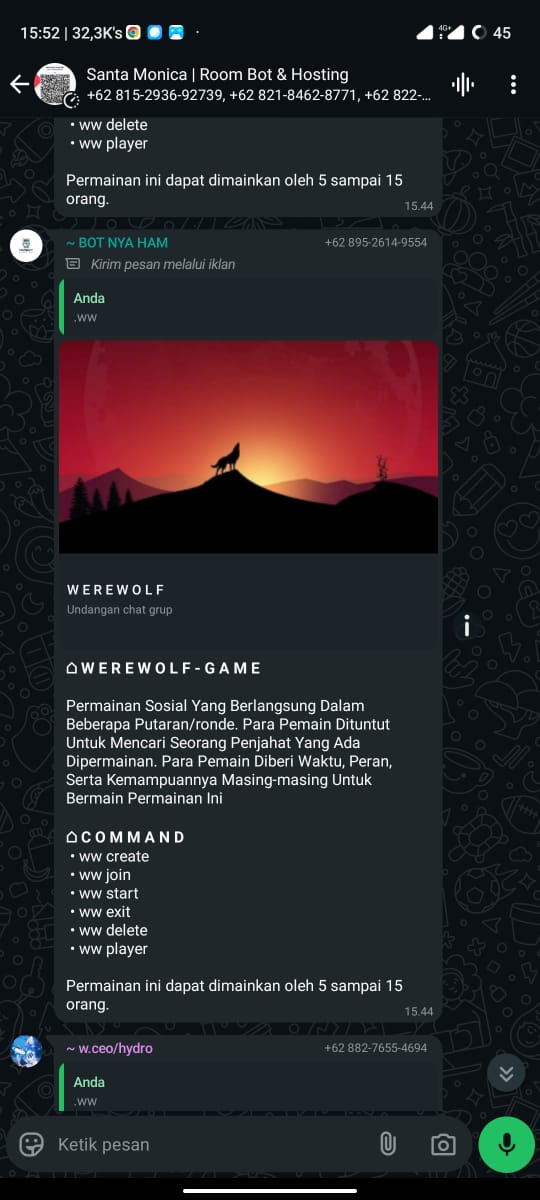 15:52 | 32,3K's
4G+
45
Santa Monica | Room Bot & Hosting
+62 815-2936-92739, +62 821-8462-8771, +62 822-...
• ww delete
• ww player
Permainan ini dapat dimainkan oleh 5 sampai 15
orang.
15.44
~ BOT NYA HAM
+62 895-2614-9554
Kirim pesan melalui iklan
Anda
.ww
W E R E W O L F
Undangan chat grup
⌂ W E R E W O L F - G A M E
Permainan Sosial Yang Berlangsung Dalam
Beberapa Putaran/ronde. Para Pemain Dituntut
Untuk Mencari Seorang Penjahat Yang Ada
Dipermainan. Para Pemain Diberi Waktu, Peran,
Serta Kemampuannya Masing-masing Untuk
Bermain Permainan Ini
⌂ C O M M A N D
• ww create
• ww join
• ww start
• ww exit
• ww delete
• ww player
Permainan ini dapat dimainkan oleh 5 sampai 15
orang.
15.44
~ w.ceo/hydro
+62 882-7655-4694
Anda
.ww
Ketik pesan